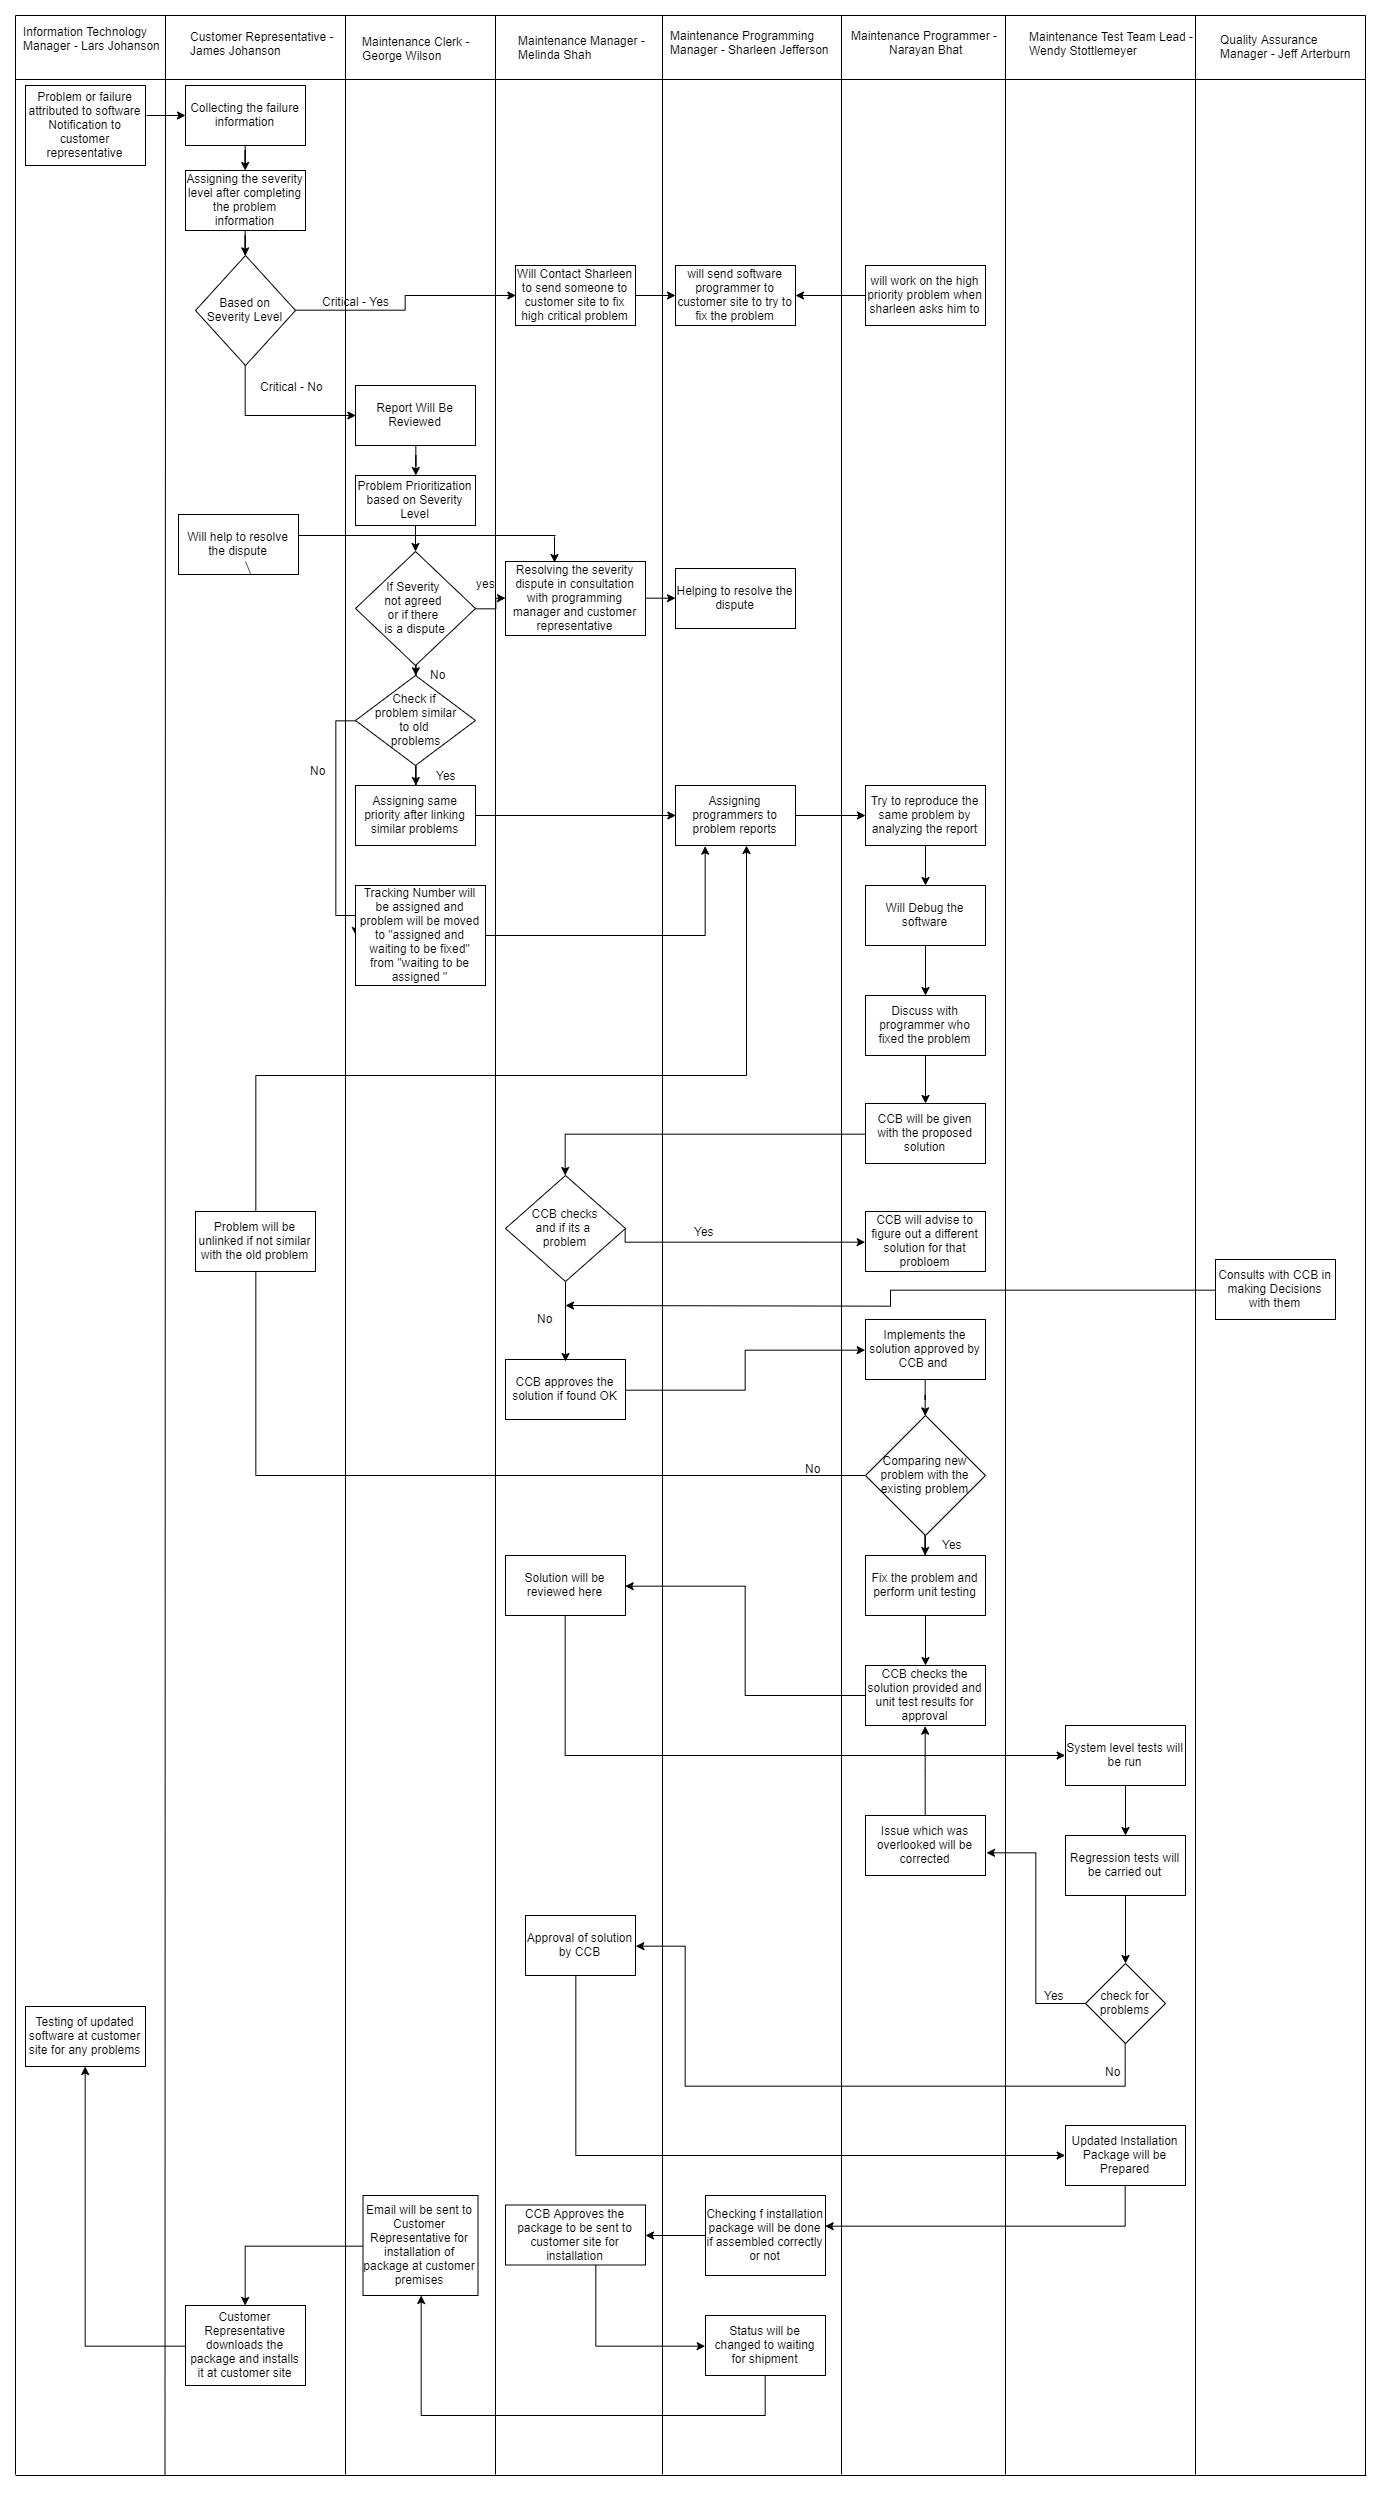 Information Technology
Manager - Lars Johanson
Customer Representative -
James Johanson
Maintenance Clerk -
George Wilson
Maintenance Manager -
Melinda Shah
Maintenance Programming
Manager - Sharleen Jefferson
Maintenance Programmer -
Narayan Bhat
Maintenance Test Team Lead -
Wendy Stottlemeyer
Quality Assurance
Manager - Jeff Arterburn
Problem or failure
attributed to software
Notification to
customer
representative
Collecting the failure
information
Assigning the severity
level after completing
the problem
information
Based on
Severity Level
Critical - Yes
Will Contact Sharleen
to send someone to
customer site to fix
high critical problem
will send software
programmer to
customer site to try to
fix the problem
will work on the high
priority problem when
sharleen asks him to
Critical - No
Report Will Be
Reviewed
Problem Prioritization
based on Severity
Level
Will help to resolve
the dispute
If Severity
not agreed
or if there
is a dispute
yes
Resolving the severity
dispute in consultation
with programming
manager and customer
representative
Helping to resolve the
dispute
No
Check if
problem similar
to old
problems
No
Yes
Assigning same
priority after linking
similar problems
Assigning
programmers to
problem reports
Try to reproduce the
same problem by
analyzing the report
Tracking Number will
be assigned and
problem will be moved
to "assigned and
waiting to be fixed"
from "waiting to be
assigned "
Will Debug the
software
Discuss with
programmer who
fixed the problem
CCB will be given
with the proposed
solution
CCB checks
and if its a
problem
Yes
CCB will advise to
figure out a different
solution for that
probloem
Problem will be
unlinked if not similar
with the old problem
Consults with CCB in
making Decisions
with them
No
Implements the
solution approved by
CCB and
CCB approves the
solution if found OK
Comparing new
problem with the
existing problem
No
Yes
Solution will be
reviewed here
Fix the problem and
perform unit testing
CCB checks the
solution provided and
unit test results for
approval
System level tests will
be run
Issue which was
overlooked will be
corrected
Regression tests will
be carried out
Approval of solution
by CCB
Yes
check for
problems
Testing of updated
software at customer
site for any problems
No
Updated Installation
Package will be
Prepared
Email will be sent to
Customer
Representative for
installation of
package at customer
premises
CCB Approves the
package to be sent to
customer site for
installation
Checking f installation
package will be done
if assembled correctly
or not
Customer
Representative
downloads the
package and installs
it at customer site
Status will be
changed to waiting
for shipment